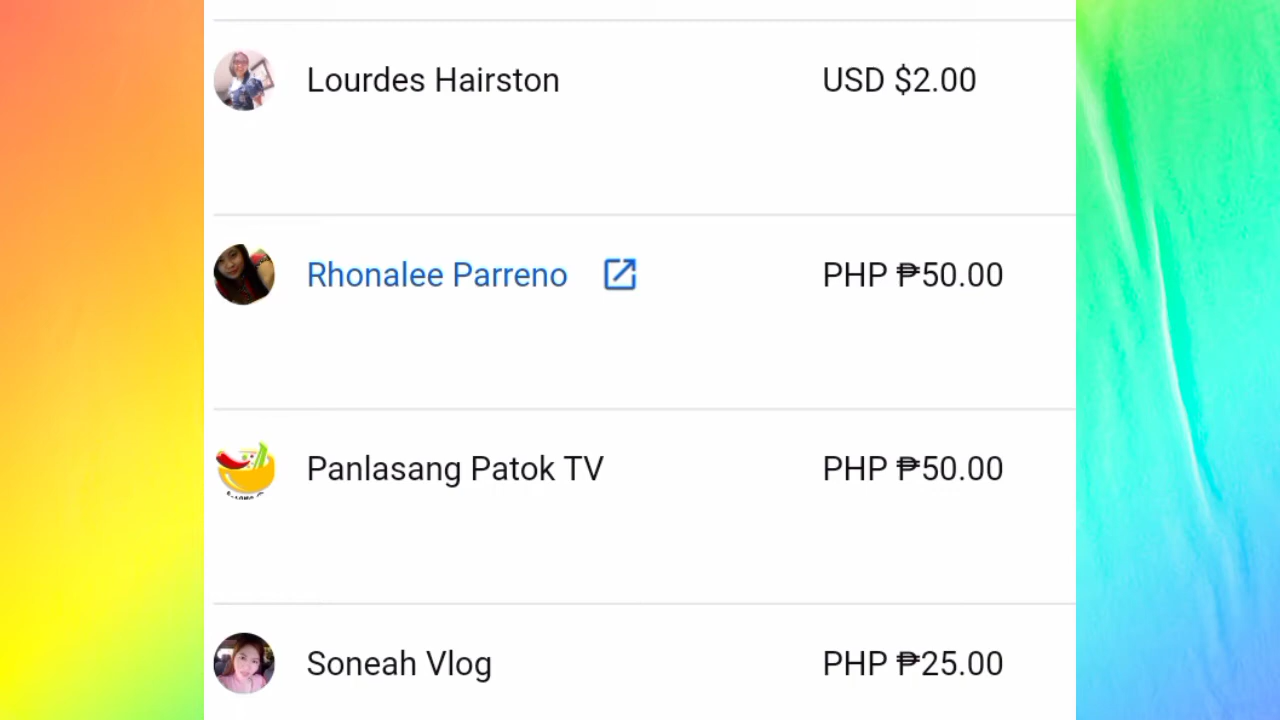 Lourdes Hairston USD $2.00
Rhonalee Parreno PHP ₱50.00
Panlasang Patok TV PHP ₱50.00
Soneah Vlog PHP ₱25.00